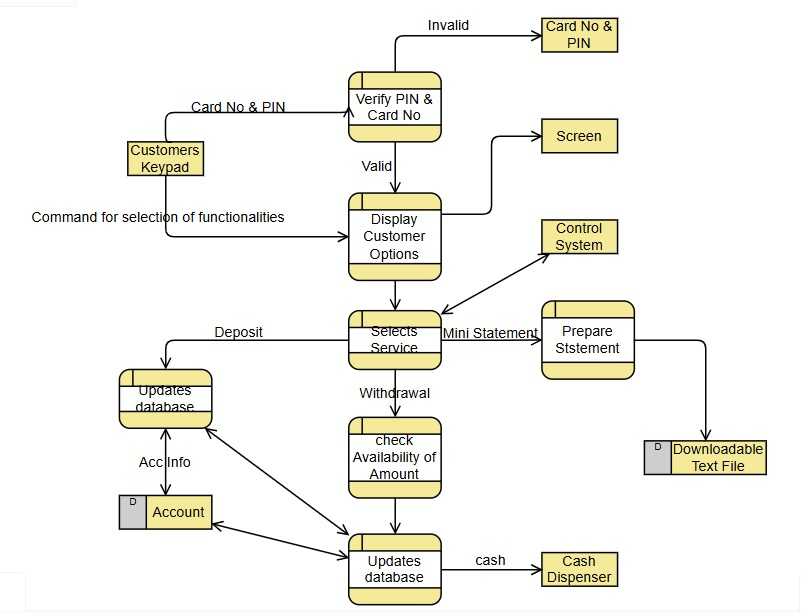 Invalid
Card No &
PIN
Verify PIN &
Card No
Card No & PIN
Customers
Keypad
Screen
Valid
Command for selection of functionalities
Display
Customer
Options
Control
System
Deposit
Selects
Service
Mini Statement
Prepare
Ststement
Updates
database
Withdrawal
check
Availability of
Amount
D
Downloadable
Text File
Acc Info
D
Account
Updates
database
cash
Cash
Dispenser